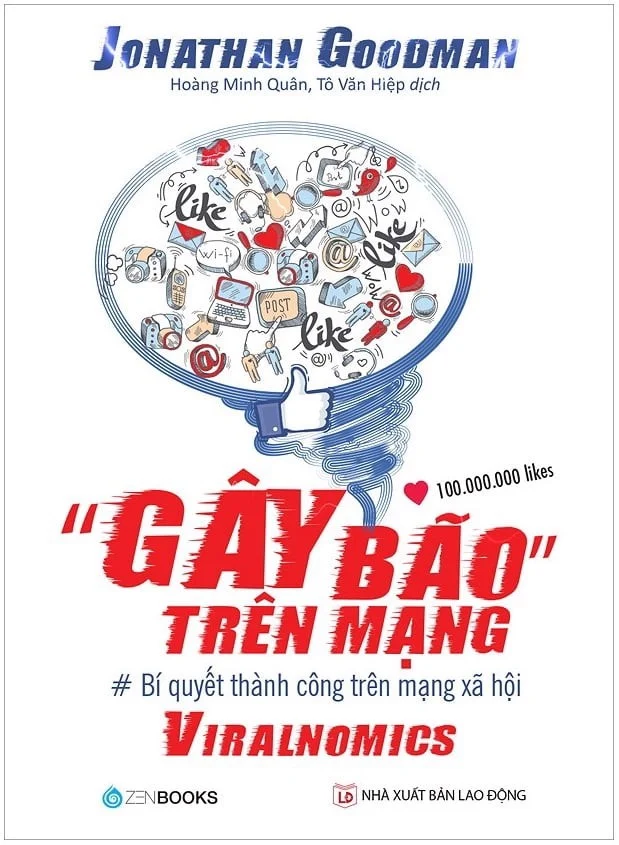 JONATHAN GOODMAN
Hoàng Minh Quân, Tô Văn Hiệp dịch
like
WOW
like
wi-fi
@
POST
WOW
like
@
@
100.000.000 likes
“GÂY BÃO”
TRÊN MẠNG
# Bí quyết thành công trên mạng xã hội
VIRALNOMICS
ZENBOOKS
LĐ
NHÀ XUẤT BẢN LAO ĐỘNG